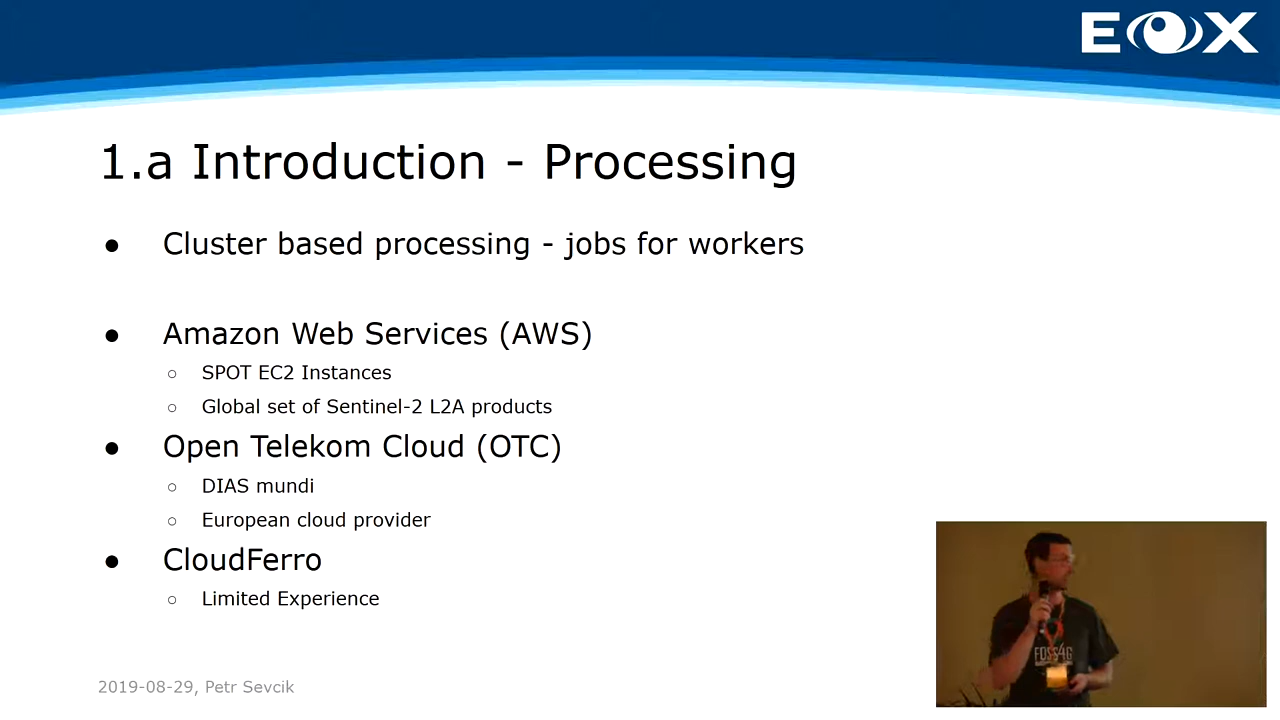 EOX
1.a Introduction - Processing
● Cluster based processing - jobs for workers
● Amazon Web Services (AWS)
○ SPOT EC2 Instances
○ Global set of Sentinel-2 L2A products
● Open Telekom Cloud (OTC)
○ DIAS mundi
○ European cloud provider
● CloudFerro
○ Limited Experience
FOSS4G
2019-08-29, Petr Sevcik